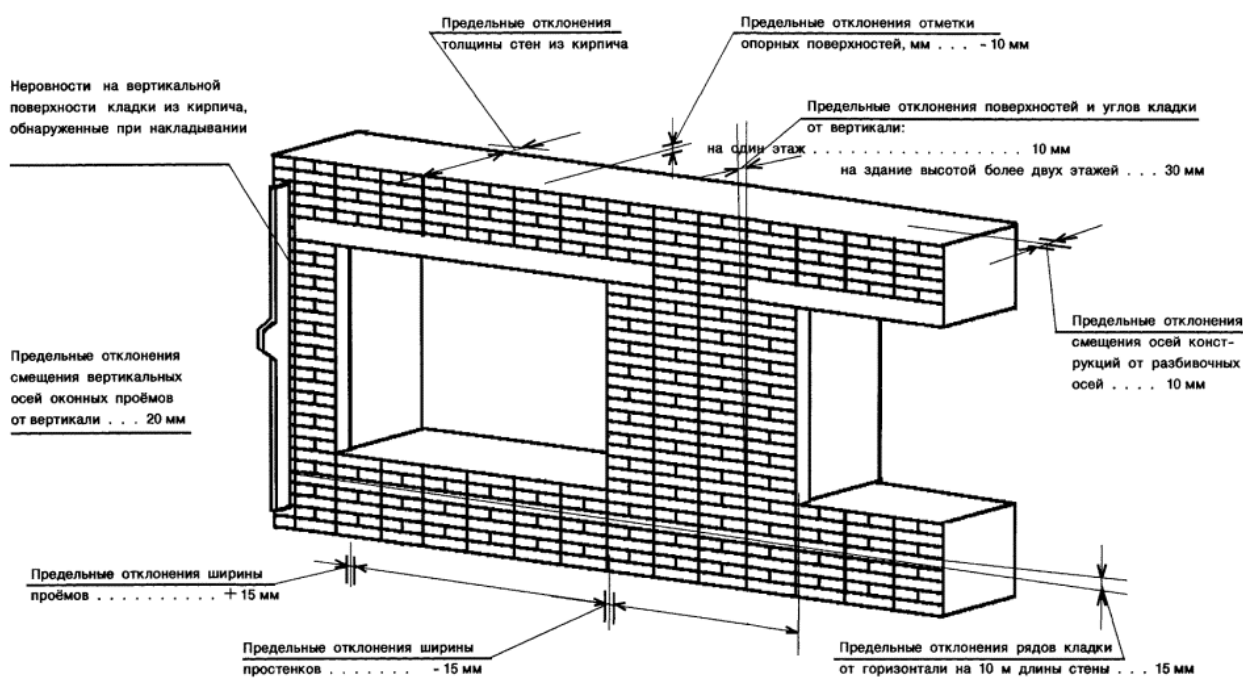 Предельные отклонения
толщины стен из кирпича
Предельные отклонения отметки
опорных поверхностей, мм . . . - 10 мм
Неровности на вертикальной
поверхности кладки из кирпича,
обнаруженные при накладывании
Предельные отклонения поверхностей и углов кладки
от вертикали:
на один этаж . . . . . . . . . . . . . . . . . . 10 мм
на здание высотой более двух этажей . . . 30 мм
Предельные отклонения
смещения осей конст-
рукций от разбивочных
осей . . . . 10 мм
Предельные отклонения
смещения вертикальных
осей оконных проёмов
от вертикали . . . 20 мм
Предельные отклонения ширины
проёмов . . . . . . . . . . + 15 мм
Предельные отклонения ширины
простенков . . . . . . . - 15 мм
Предельные отклонения рядов кладки
от горизонтали на 10 м длины стены . . . 15 мм